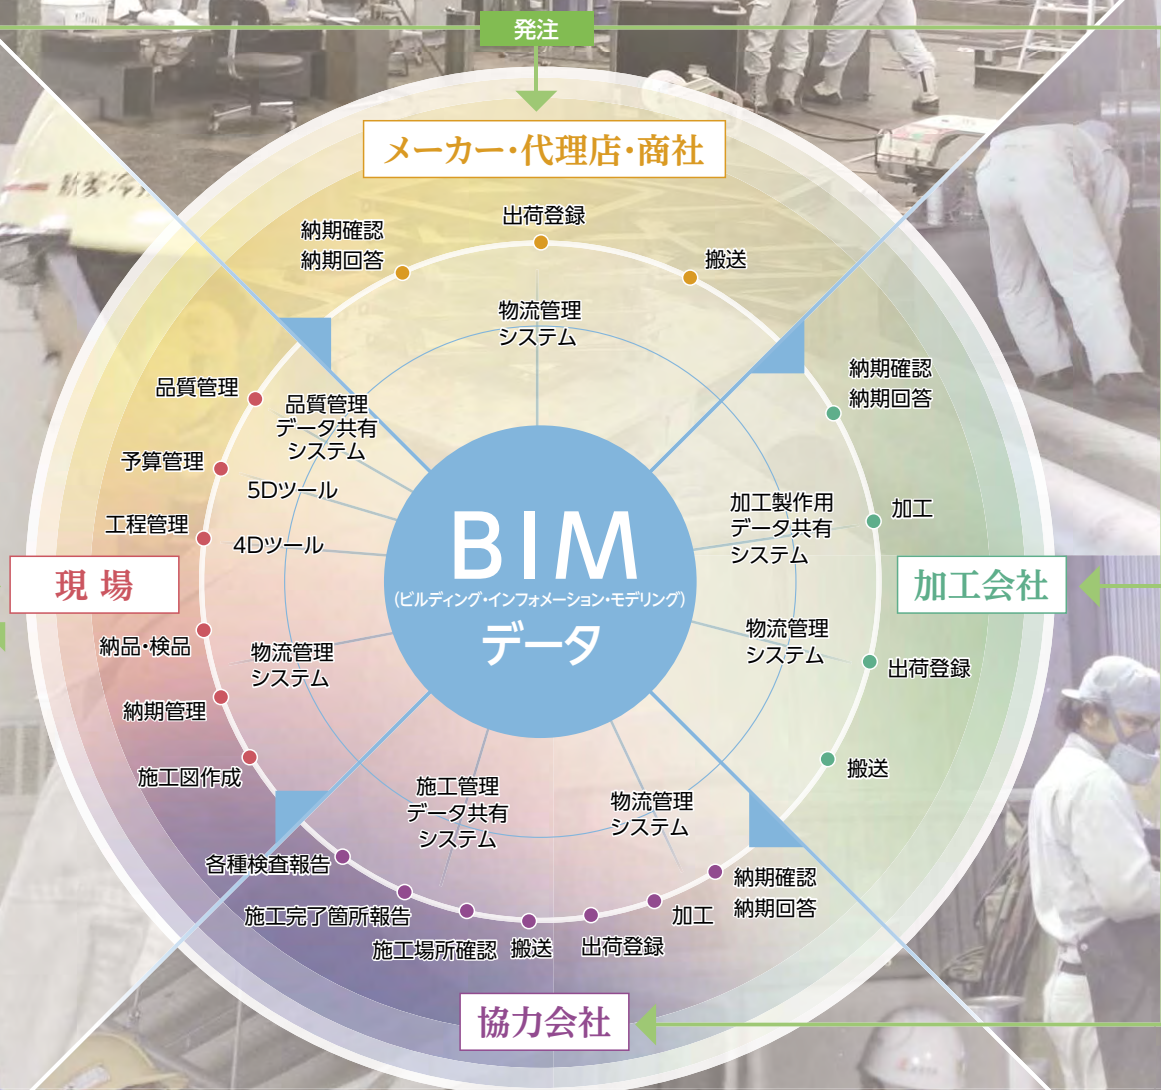 発注
メーカー・代理店・商社
出荷登録
納期確認
納期回答
搬送
物流管理
システム
品質管理
品質管理
データ共有
システム
納期確認
納期回答
予算管理
5Dツール
工程管理
4Dツール
加工製作用
データ共有
システム
加工
BIM
(ビルディング・インフォメーション・モデリング)
データ
現場
加工会社
納品・検品
物流管理
システム
物流管理
システム
出荷登録
納期管理
施工図作成
搬送
施工管理
データ共有
システム
物流管理
システム
各種検査報告
施工完了箇所報告
施工場所確認
搬送
出荷登録
加工
納期確認
納期回答
協力会社